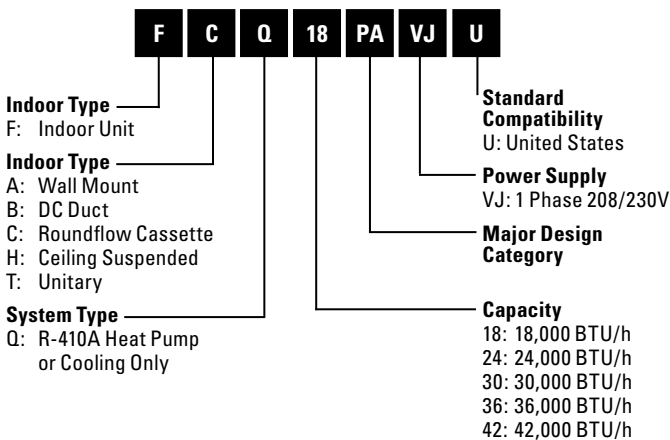 F C Q 18 PA VJ U
Indoor Type
F: Indoor Unit
Indoor Type
A: Wall Mount
B: DC Duct
C: Roundflow Cassette
H: Ceiling Suspended
T: Unitary
System Type
Q: R-410A Heat Pump
or Cooling Only
Standard
Compatibility
U: United States
Power Supply
VJ: 1 Phase 208/230V
Major Design
Category
Capacity
18: 18,000 BTU/h
24: 24,000 BTU/h
30: 30,000 BTU/h
36: 36,000 BTU/h
42: 42,000 BTU/h